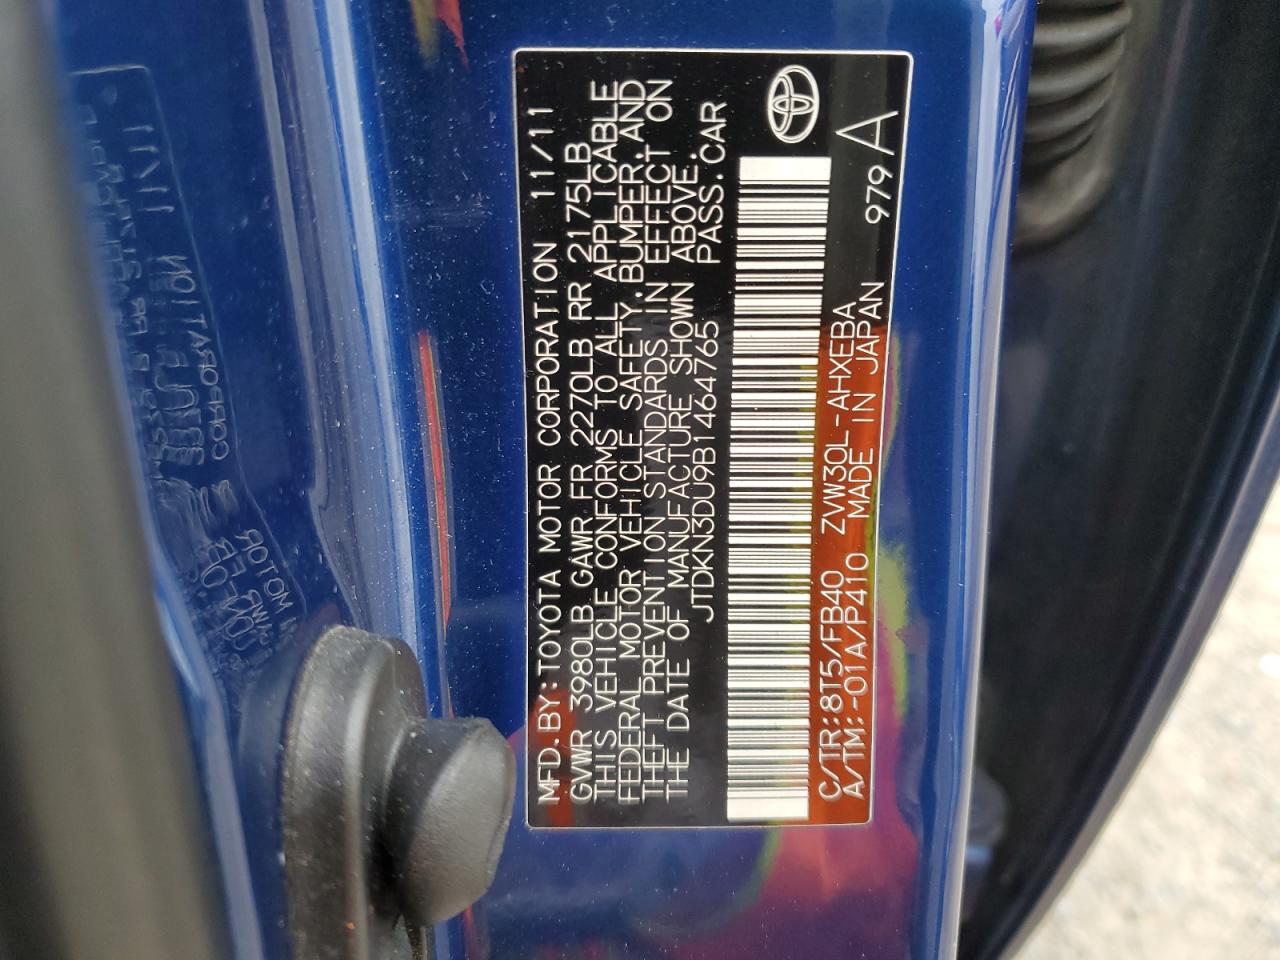 MFD.BY:TOYOTA MOTOR CORPORATION 11/11
GVWR 3980LB GAWR FR 2270LB RR 2175LB
THIS VEHICLE CONFORMS TO ALL APPLICABLE
FEDERAL MOTOR VEHICLE SAFETY,BUMPER,AND
THEFT PREVENTION STANDARDS IN EFFECT ON
THE DATE OF MANUFACTURE SHOWN ABOVE.
JTDKN3DU9B1464765 PASS.CAR
C/TR:8T5/FB40 ZVW30L-AHXEBA 979A
A/TM:-01A/P410 MADE IN JAPAN